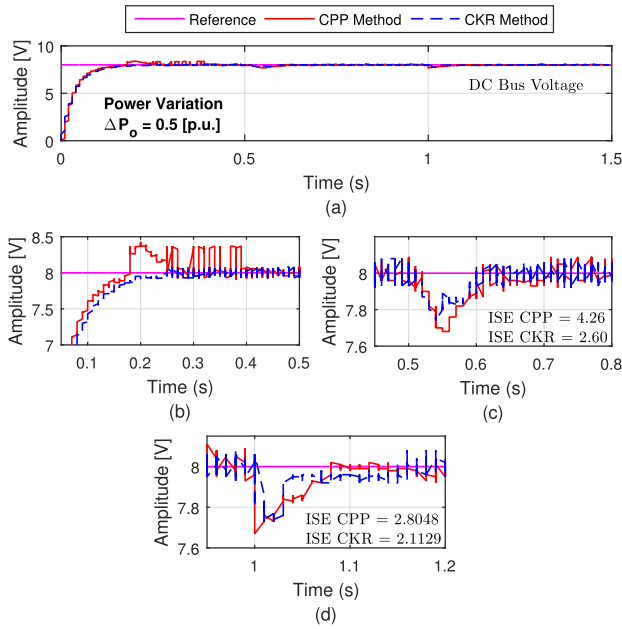 Reference CPP Method CKR Method
Amplitude [V]
10
5
0
Power Variation
ΔPo = 0.5 [p.u.]
DC Bus Voltage
0 0.5 1 1.5
Time (s)
(a)
Amplitude [V]
8.5
8
7.5
7
0.1 0.2 0.3 0.4 0.5
Time (s)
(b)
Amplitude [V]
8
7.8
7.6
ISE CPP = 4.26
ISE CKR = 2.60
0.5 0.6 0.7 0.8
Time (s)
(c)
Amplitude [V]
8
7.8
7.6
ISE CPP = 2.8048
ISE CKR = 2.1129
1 1.1 1.2
Time (s)
(d)